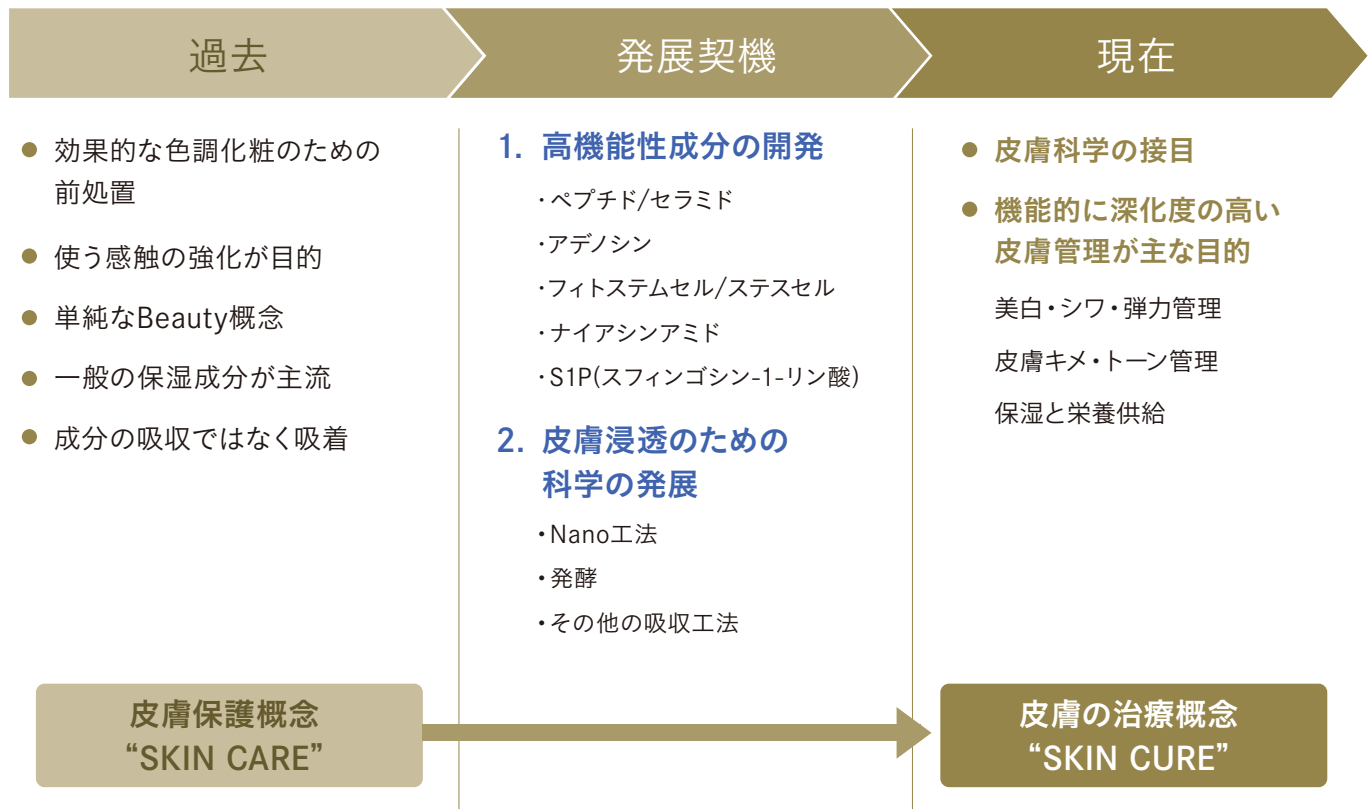 過去
発展契機
現在
● 効果的な色調化粧のための
前処置
● 使う感触の強化が目的
● 単純なBeauty概念
● 一般の保湿成分が主流
● 成分の吸収ではなく吸着
1. 高機能性成分の開発
・ペプチド/セラミド
・アデノシン
・フィトステムセル/ステスセル
・ナイアシンアミド
・S1P(スフィンゴシン-1-リン酸)
2. 皮膚浸透のための
科学の発展
・Nano工法
・発酵
・その他の吸収工法
● 皮膚科学の接目
● 機能的に深化度の高い
皮膚管理が主な目的
美白・シワ・弾力管理
皮膚キメ・トーン管理
保湿と栄養供給
皮膚保護概念
“SKIN CARE”
皮膚の治療概念
“SKIN CURE”